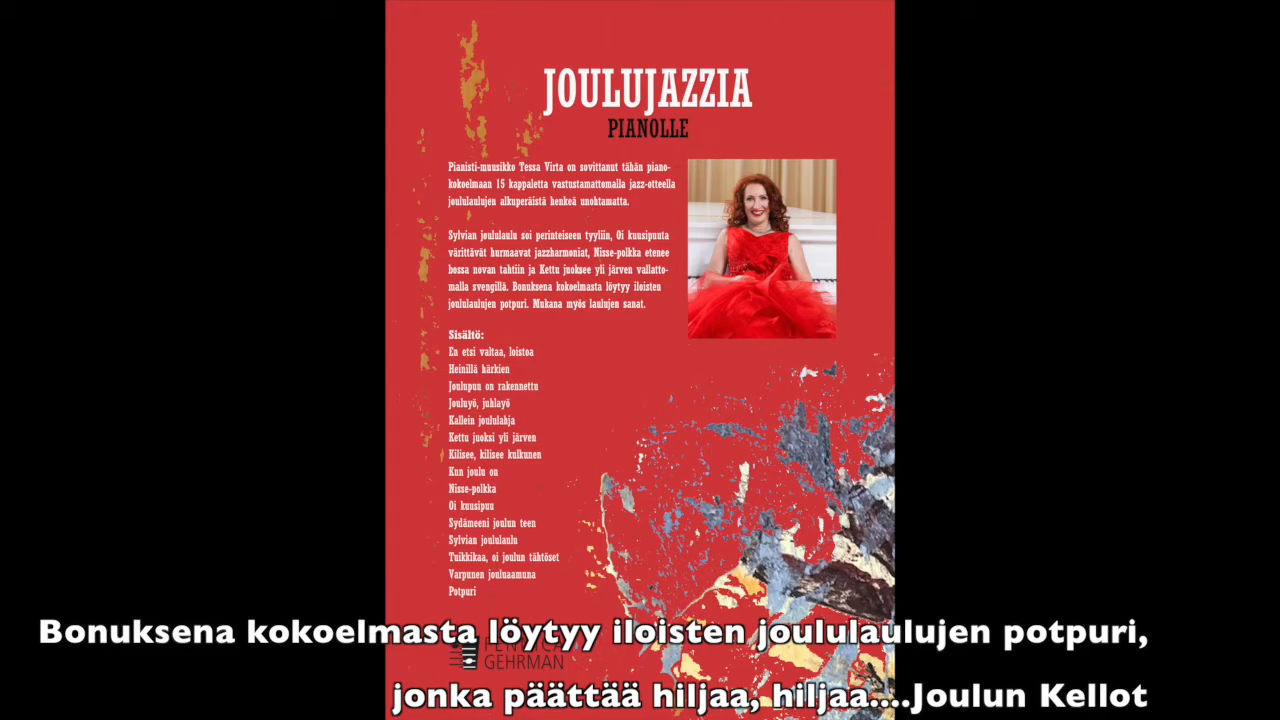 JOULUJAZZIA
PIANOLLE
Pianisti-muusikko Tessa Virta on sovittanut tähän piano-
kokoelmaan 15 kappaletta vastustamattomalla jazz-otteella
joululaulujen alkuperäistä henkeä unohtamatta.
Sylvian joululaulu soi perinteiseen tyyliin, Oi kuusipuuta
värittävät hurmaavat jazzharmoniat, Nisse-polkka etenee
bossa novan tahtiin ja Kettu juoksee yli järven vallatto-
malla svengillä. Bonuksena kokoelmasta löytyy iloisten
joululaulujen potpuri. Mukana myös laulujen sanat.
Sisältö:
En etsi valtaa, loistoa
Heinillä härkien
Joulupuu on rakennettu
Jouluyö, juhlayö
Kallein joululahja
Kettu juoksi yli järven
Kilisee, kilisee kulkunen
Kun joulu on
Nisse-polkka
Oi kuusipuu
Sydämeeni joulun teen
Sylvian joululaulu
Tuikkikaa, oi joulun tähtöset
Varpunen jouluaamuna
Potpuri
Bonuksena kokoelmasta löytyy iloisten joululaulujen potpuri,
FENNICA
GEHRMAN
jonka päättää hiljaa, hiljaa....Joulun Kellot